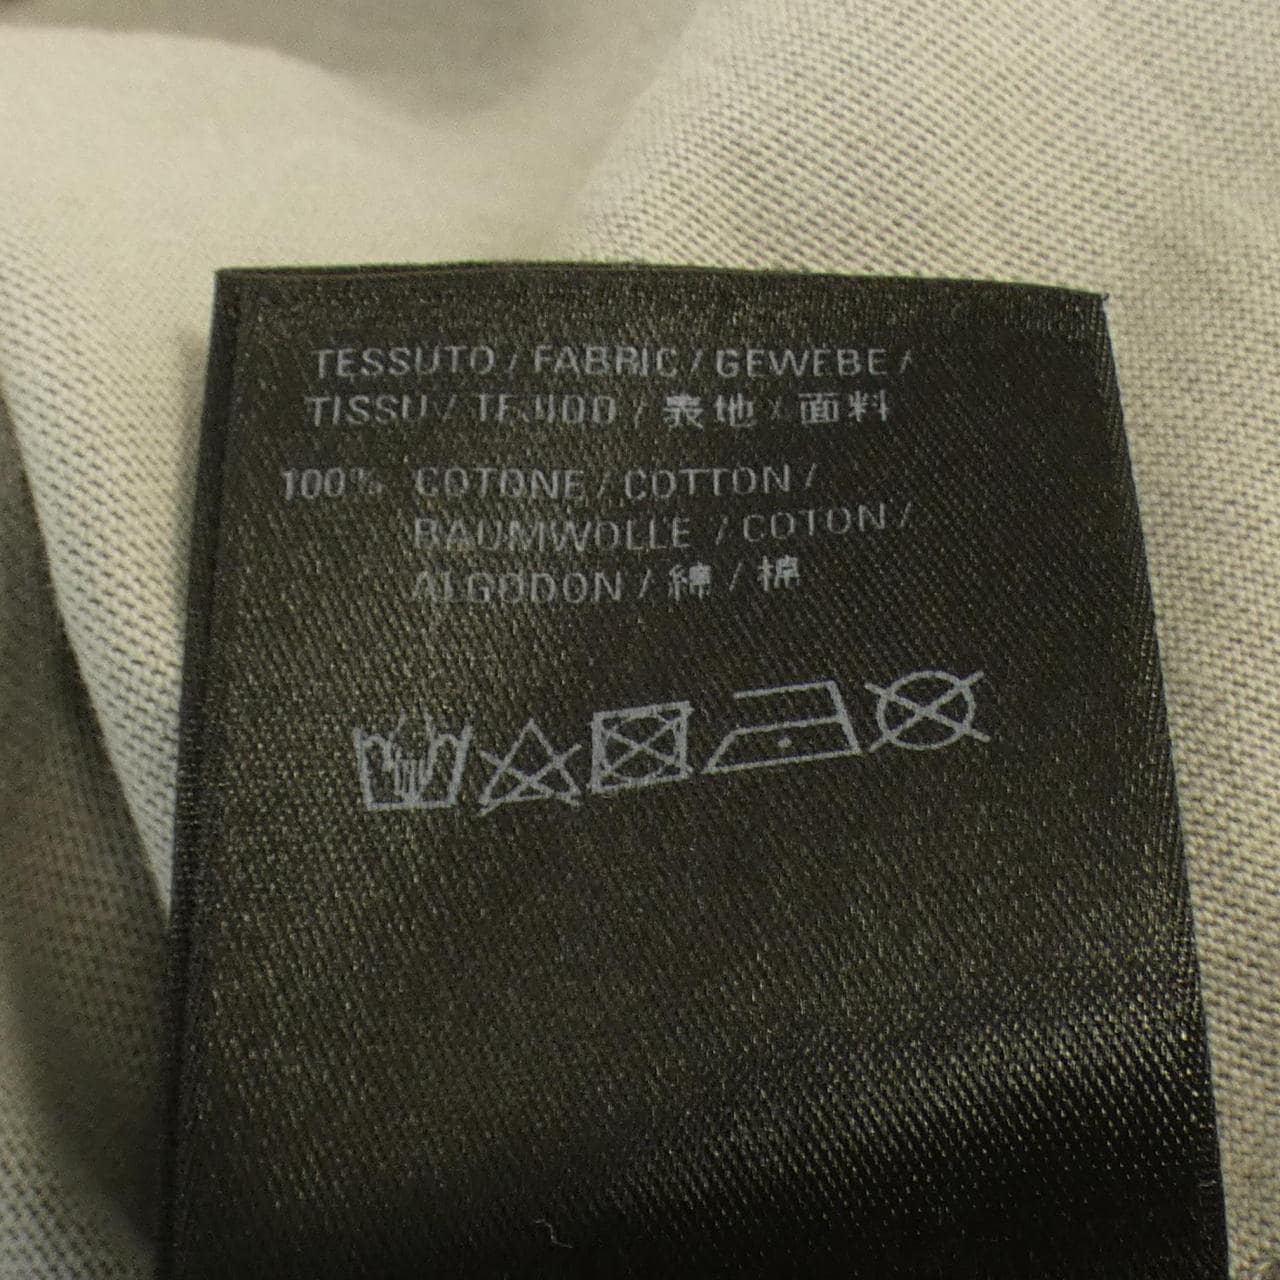 TESSUTO / FABRIC / GEWEBE /
TISSU / TEJIDO / 表地 / 面料
100% COTONE / COTTON /
BAUMWOLLE / COTON /
ALGODON / 綿 / 棉